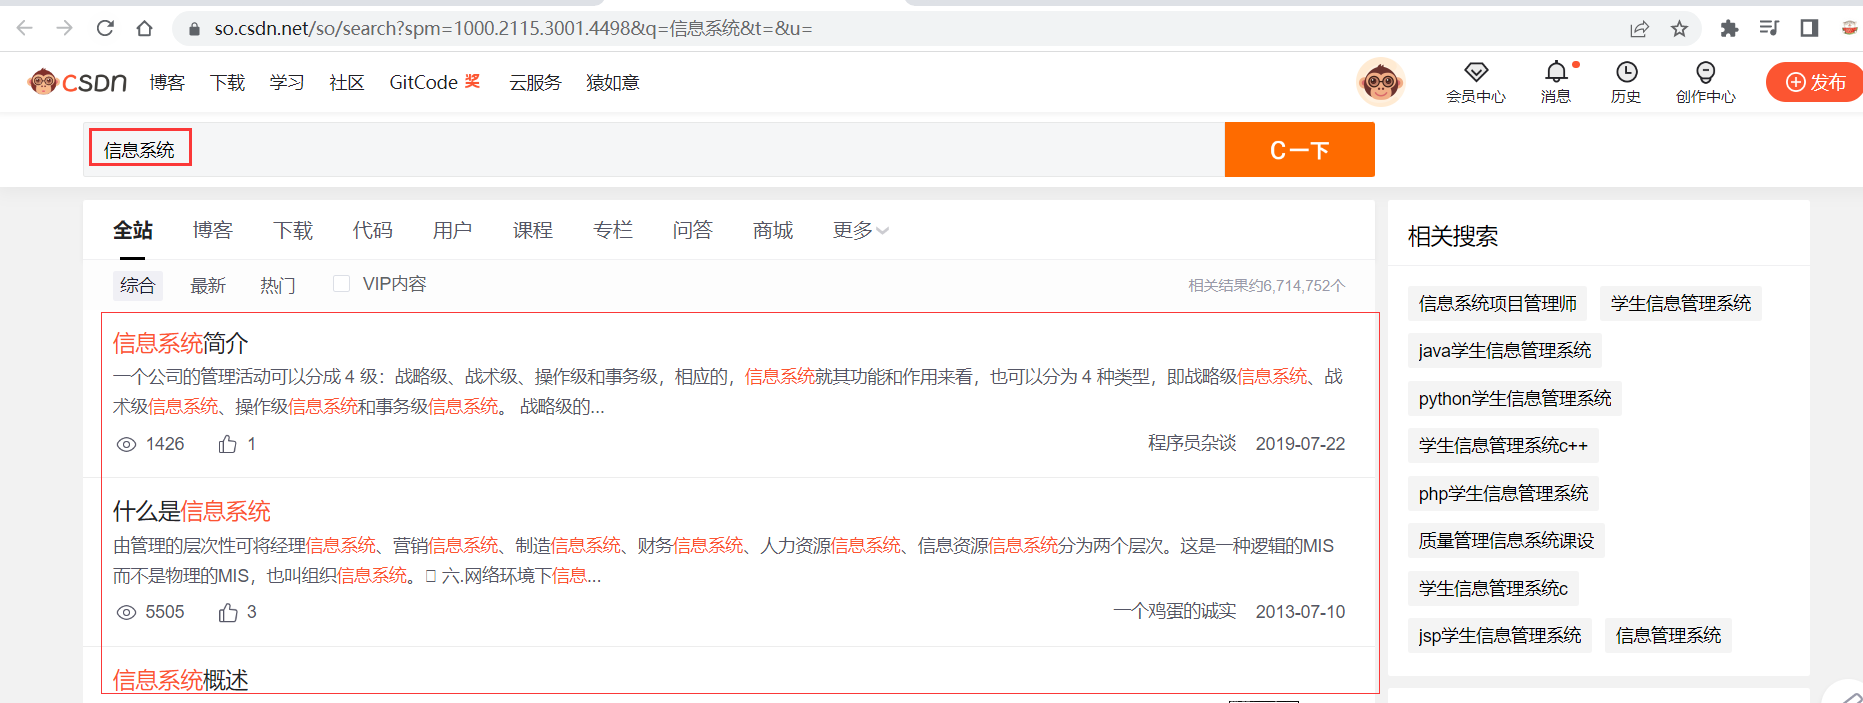 so.csdn.net/so/search?spm=1000.2115.3001.4498&q=信息系统&t=&u=
CSDN 博客 下载 学习 社区 GitCode 奖 云服务 猿如意 会员中心 消息 历史 创作中心 发布
信息系统 C一下
全站 博客 下载 代码 用户 课程 专栏 问答 商城 更多
综合 最新 热门 VIP内容 相关结果约6,714,752个
信息系统简介
一个公司的管理活动可以分成 4 级：战略级、战术级、操作级和事务级，相应的，信息系统就其功能和作用来看，也可以分为 4 种类型，即战略级信息系统、战
术级信息系统、操作级信息系统和事务级信息系统。 战略级的...
1426 1 程序员杂谈 2019-07-22
什么是信息系统
由管理的层次性可将经理信息系统、营销信息系统、制造信息系统、财务信息系统、人力资源信息系统、信息资源信息系统分为两个层次。这是一种逻辑的MIS
而不是物理的MIS，也叫组织信息系统。 六.网络环境下信息...
5505 3 一个鸡蛋的诚实 2013-07-10
信息系统概述
相关搜索
信息系统项目管理师 学生信息管理系统
java学生信息管理系统
python学生信息管理系统
学生信息管理系统c++
php学生信息管理系统
质量管理信息系统课设
学生信息管理系统c
jsp学生信息管理系统 信息管理系统